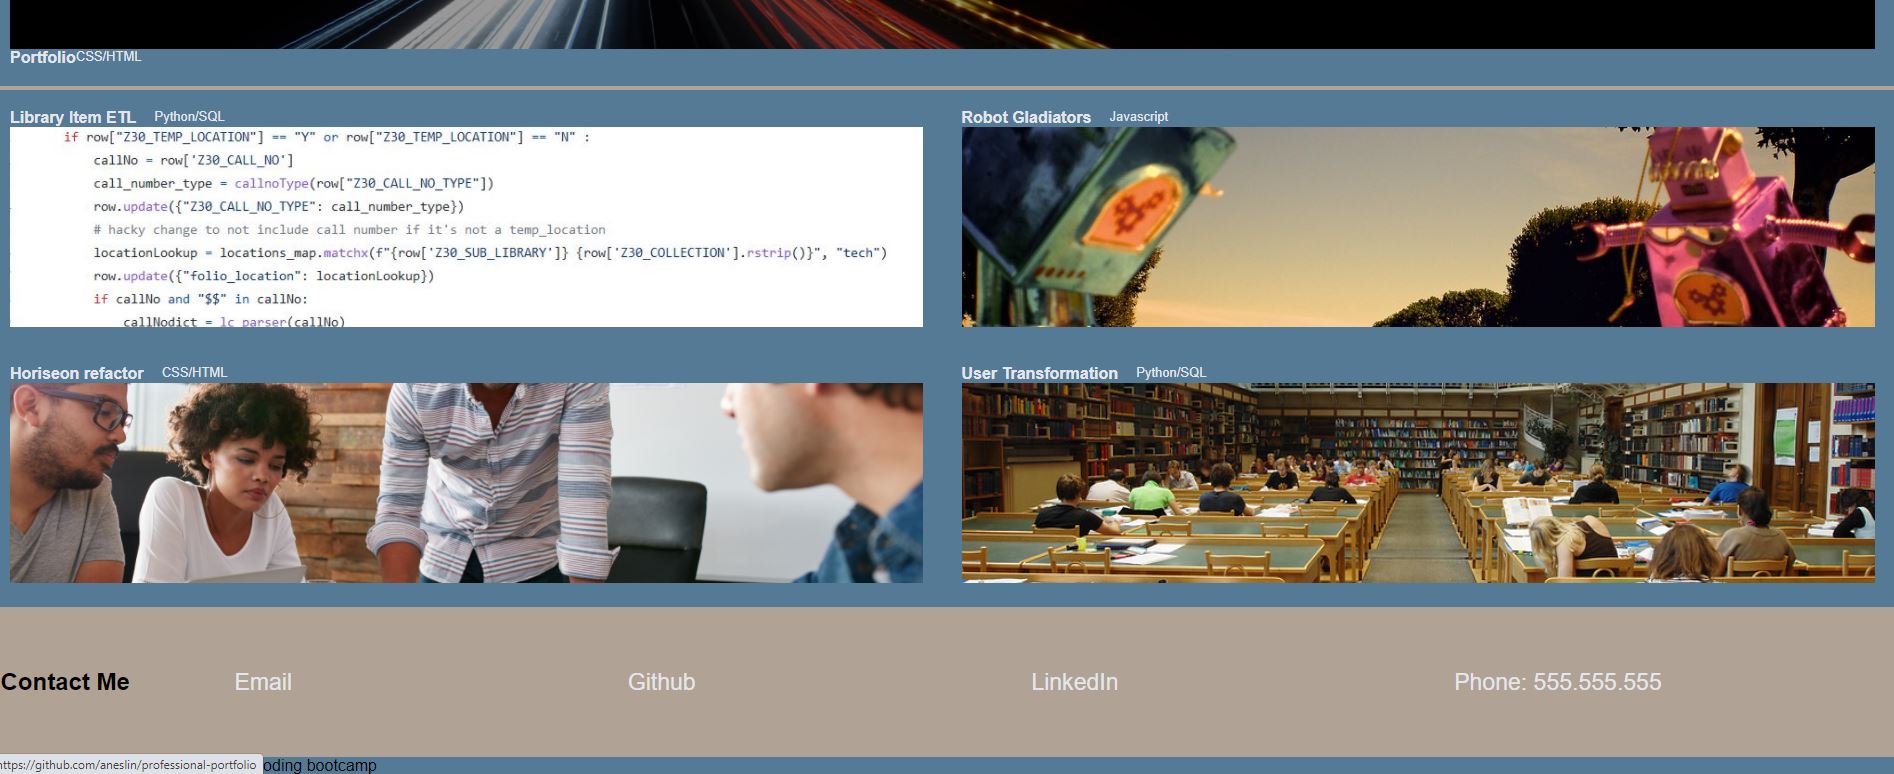 Portfolio CSS/HTML
Library Item ETL Python/SQL
if row["Z30_TEMP_LOCATION"] == "Y" or row["Z30_TEMP_LOCATION"] == "N" :
callNo = row['Z30_CALL_NO']
call_number_type = callnoType(row["Z30_CALL_NO_TYPE"])
row.update({"Z30_CALL_NO_TYPE": call_number_type})
# hacky change to not include call number if it's not a temp_location
locationLookup = locations_map.matchx(f"{row['Z30_SUB_LIBRARY']} {row['Z30_COLLECTION'].rstrip()}", "tech")
row.update({"folio_location": locationLookup})
if callNo and "$$" in callNo:
callNodict = lc_parser(callNo)
Robot Gladiators Javascript
Horiseon refactor CSS/HTML
User Transformation Python/SQL
Contact Me Email Github LinkedIn Phone: 555.555.555
https://github.com/aneslin/professional-portfolio oding bootcamp